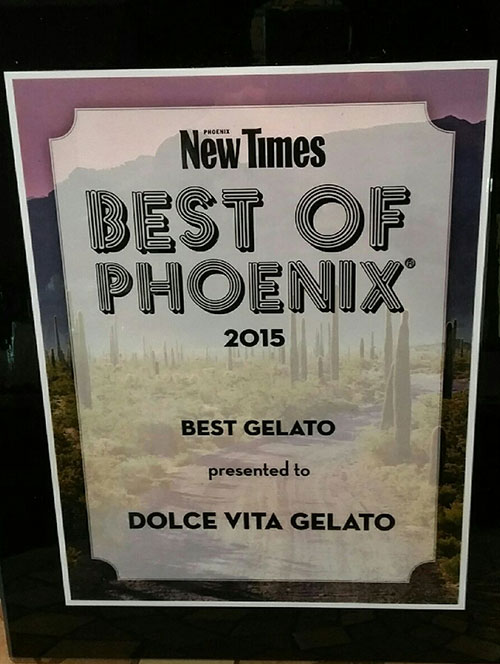 PHOENIX
New Times
BEST OF
PHOENIX®
2015
BEST GELATO
presented to
DOLCE VITA GELATO